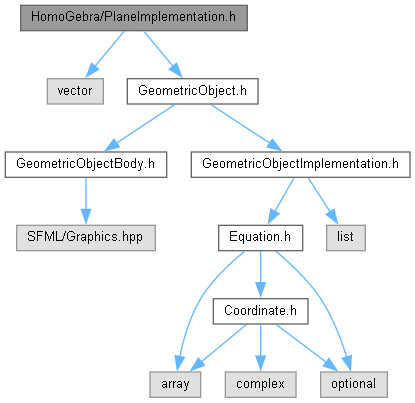 HomoGebra/PlaneImplementation.h
vector
GeometricObject.h
GeometricObjectBody.h
GeometricObjectImplementation.h
SFML/Graphics.hpp
Equation.h
list
Coordinate.h
array
complex
optional